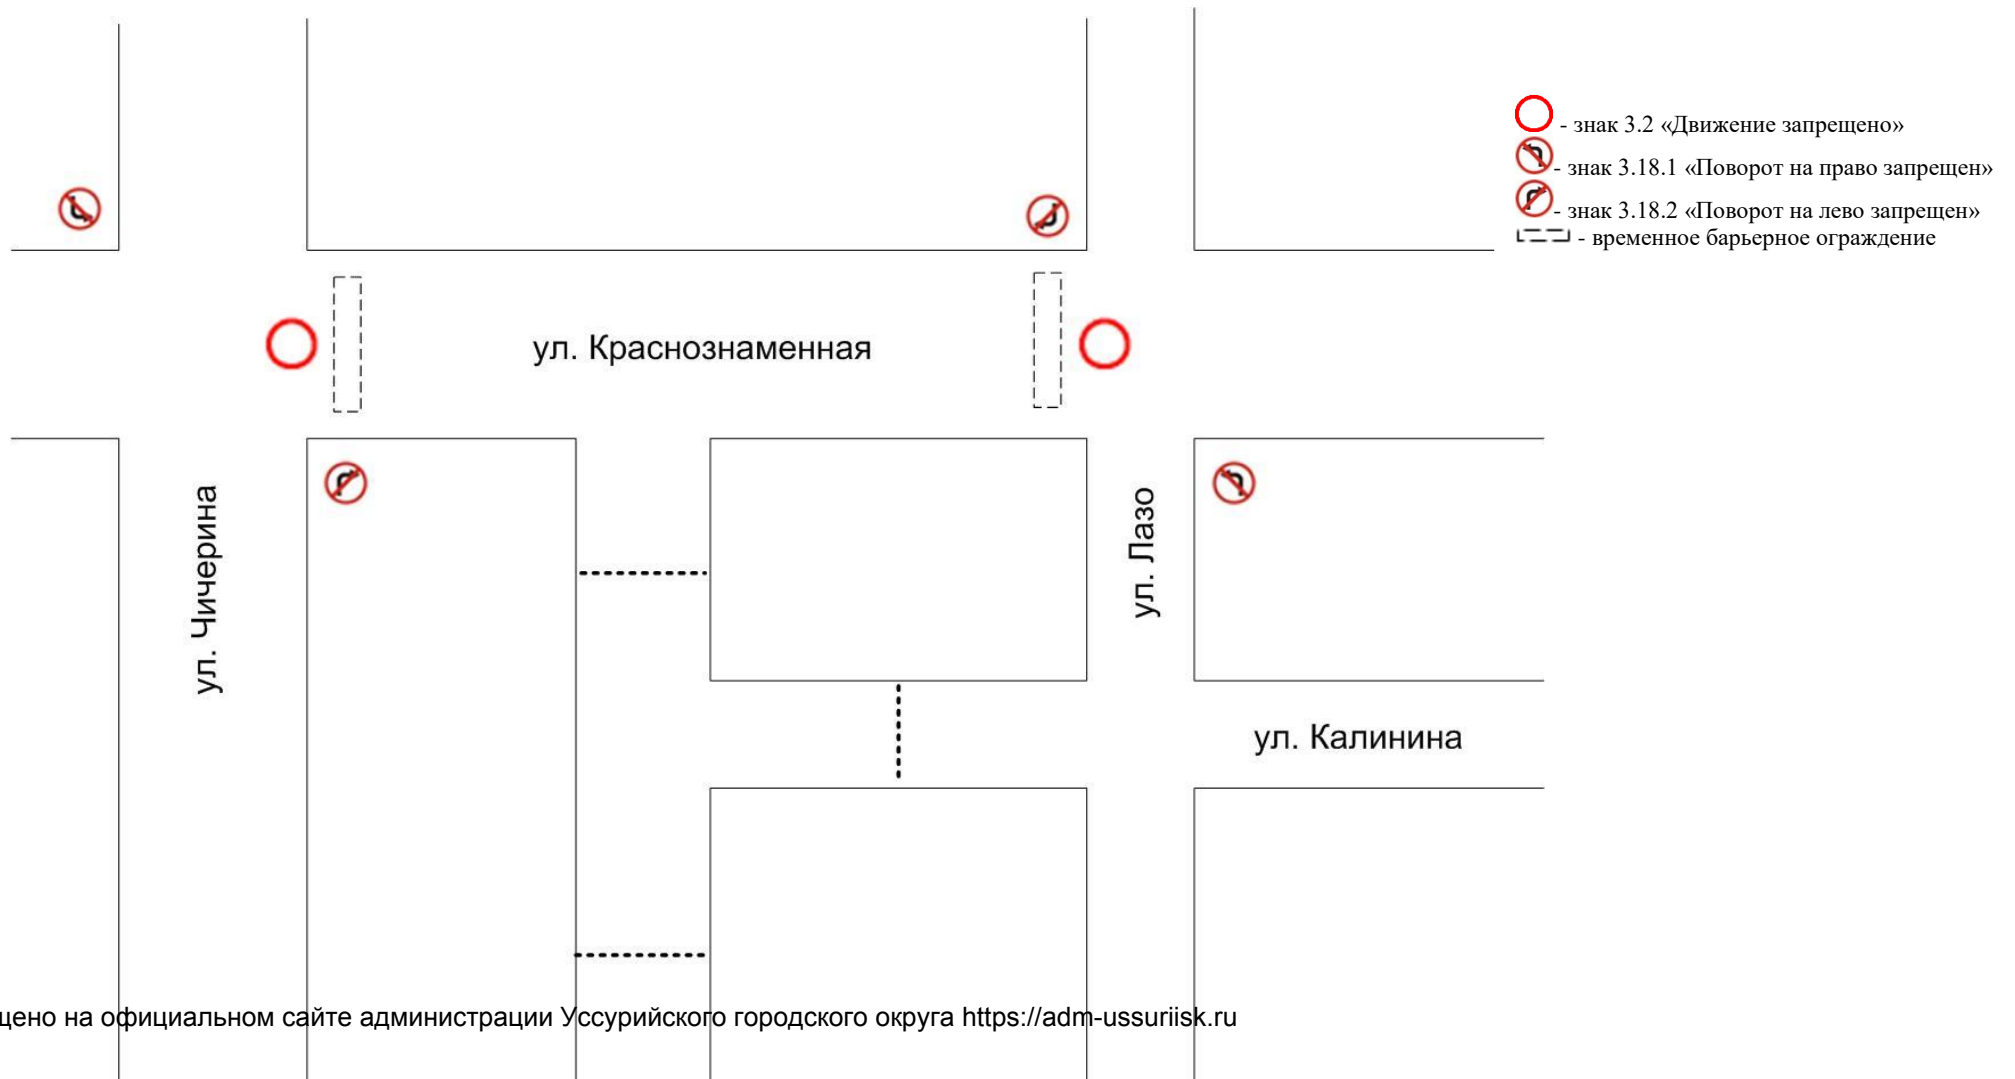 - знак 3.2 «Движение запрещено»
- знак 3.18.1 «Поворот на право запрещен»
- знак 3.18.2 «Поворот на лево запрещен»
- временное барьерное ограждение
ул. Краснознаменная
ул. Чичерина
ул. Лазо
ул. Калинина
щено на официальном сайте администрации Уссурийского городского округа https://adm-ussuriisk.ru